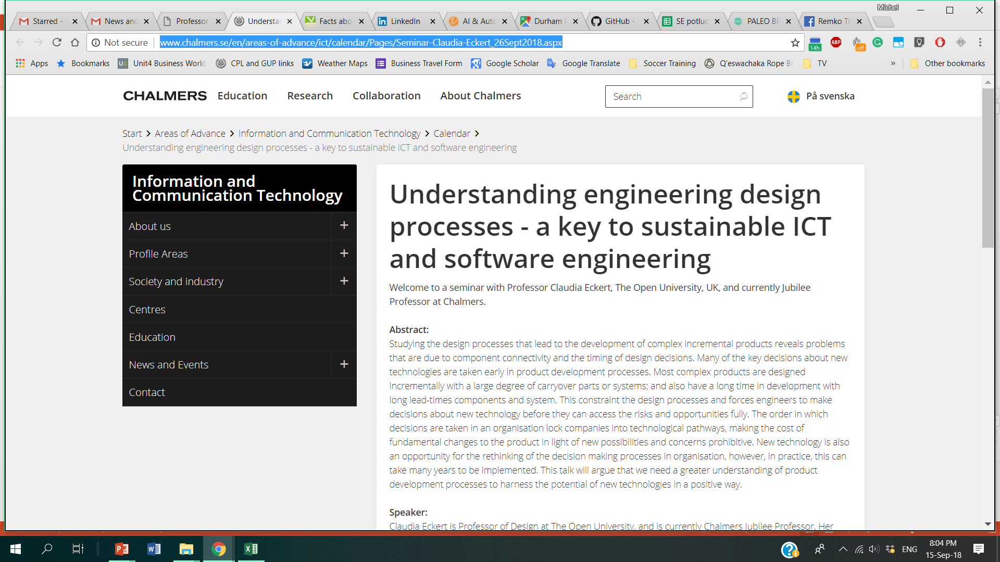 Michel
Starred -
News and
Professor
Understan
Facts abo
LinkedIn
AI & Auto
Durham
GitHub -
SE potluc
PALEO BR
Remko T
Not secure
www.chalmers.se/en/areas-of-advance/ict/calendar/Pages/Seminar-Claudia-Eckert_26Sept2018.aspx
14h
ABP
off
Apps
Bookmarks
Unit4 Business World
CPL and GUP links
Weather Maps
Business Travel Form
Google Scholar
Google Translate
Soccer Training
Q'eswachaka Rope Br
TV
»
Other bookmarks
CHALMERS
Education
Research
Collaboration
About Chalmers
Search
På svenska
Start > Areas of Advance > Information and Communication Technology > Calendar >
Understanding engineering design processes - a key to sustainable ICT and software engineering
Information and
Communication Technology
About us +
Profile Areas +
Society and industry +
Centres
Education
News and Events +
Contact
Understanding engineering design
processes - a key to sustainable ICT
and software engineering
Welcome to a seminar with Professor Claudia Eckert, The Open University, UK, and currently Jubilee
Professor at Chalmers.
Abstract:
Studying the design processes that lead to the development of complex incremental products reveals problems
that are due to component connectivity and the timing of design decisions. Many of the key decisions about new
technologies are taken early in product development processes. Most complex products are designed
incrementally with a large degree of carryover parts or systems; and also have a long time in development with
long lead-times components and system. This constraint the design processes and forces engineers to make
decisions about new technology before they can access the risks and opportunities fully. The order in which
decisions are taken in an organisation lock companies into technological pathways, making the cost of
fundamental changes to the product in light of new possibilities and concerns prohibitive. New technology is also
an opportunity for the rethinking of the decision making processes in organisation, however, in practice, this can
take many years to be implemented. This talk will argue that we need a greater understanding of product
development processes to harness the potential of new technologies in a positive way.
Speaker:
Claudia Eckert is Professor of Design at The Open University, and is currently Chalmers Jubilee Professor. Her
ENG
8:04 PM
15-Sep-18